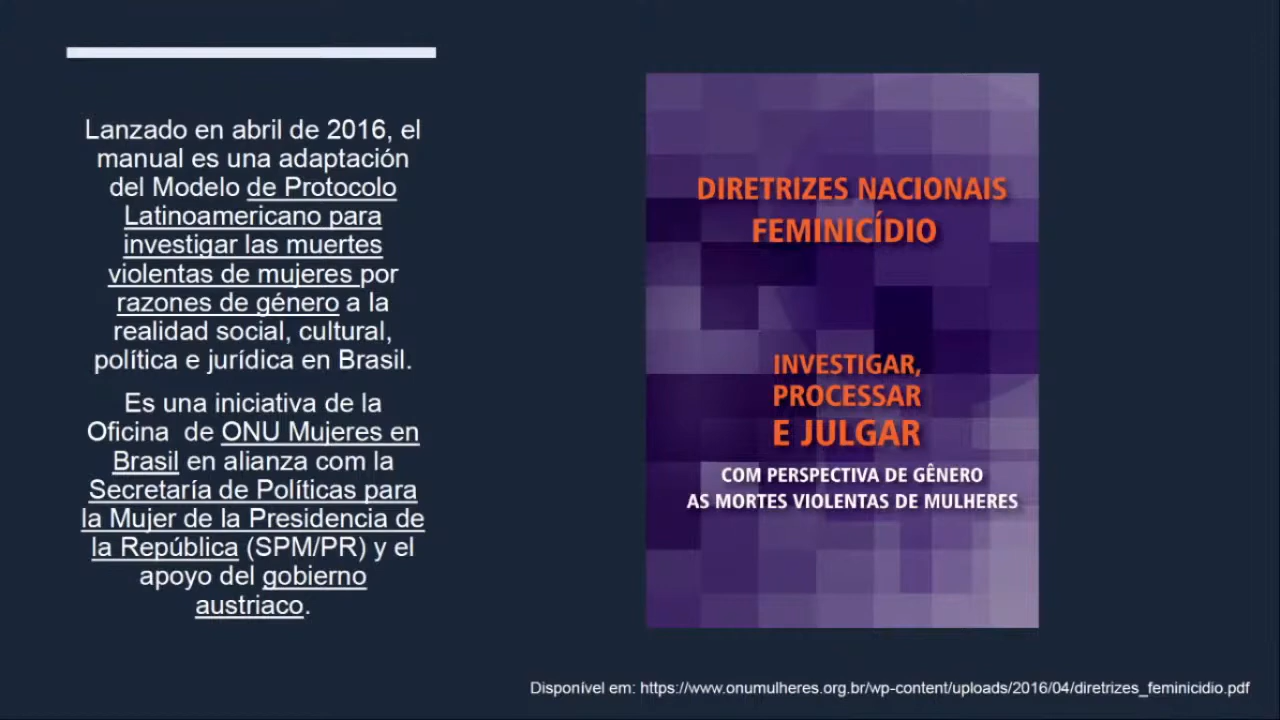 Lanzado en abril de 2016, el
manual es una adaptación
del Modelo de Protocolo
Latinoamericano para
investigar las muertes
violentas de mujeres por
razones de género a la
realidad social, cultural,
política e jurídica en Brasil.
Es una iniciativa de la
Oficina de ONU Mujeres en
Brasil en alianza com la
Secretaría de Políticas para
la Mujer de la Presidencia de
la República (SPM/PR) y el
apoyo del gobierno
austriaco.
DIRETRIZES NACIONAIS
FEMINICÍDIO
INVESTIGAR,
PROCESSAR
E JULGAR
COM PERSPECTIVA DE GÊNERO
AS MORTES VIOLENTAS DE MULHERES
Disponível em: https://www.onumulheres.org.br/wp-content/uploads/2016/04/diretrizes_feminicidio.pdf